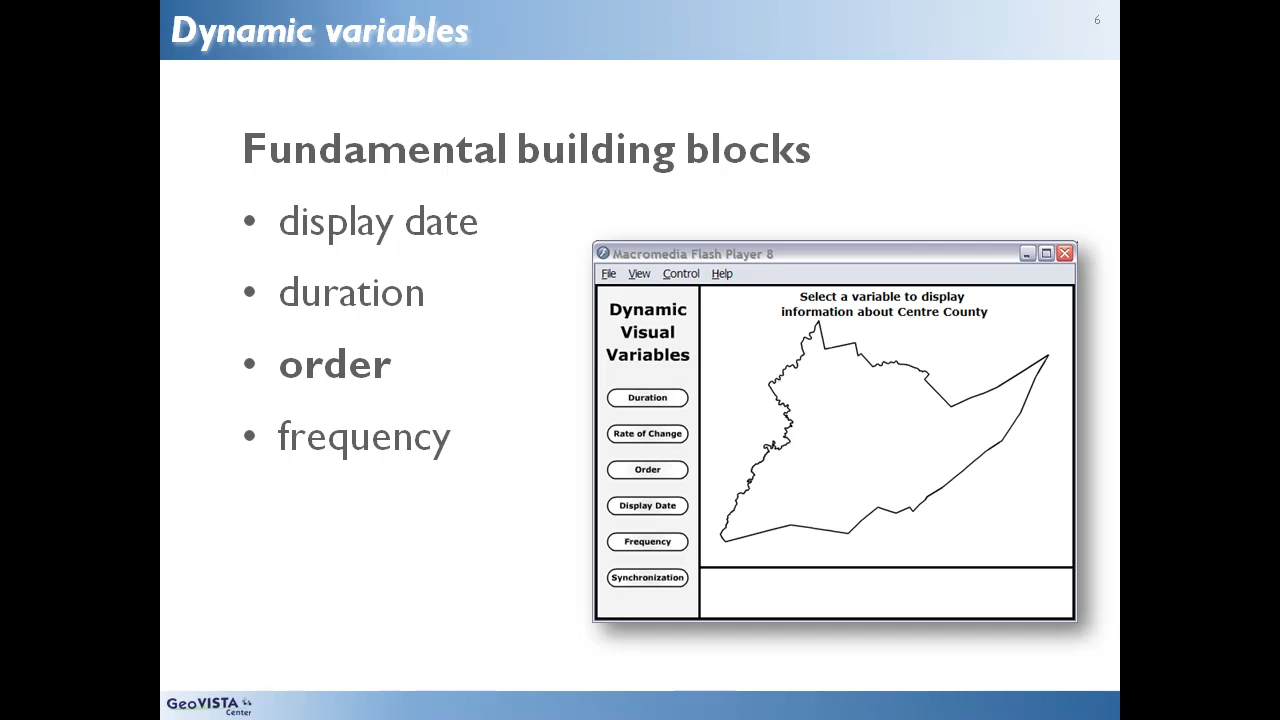 Dynamic variables
6
Fundamental building blocks
• display date
• duration
• order
• frequency
Macromedia Flash Player 8
File View Control Help
Dynamic
Visual
Variables
Duration
Rate of Change
Order
Display Date
Frequency
Synchronization
Select a variable to display
information about Centre County
GeoVISTA
Center